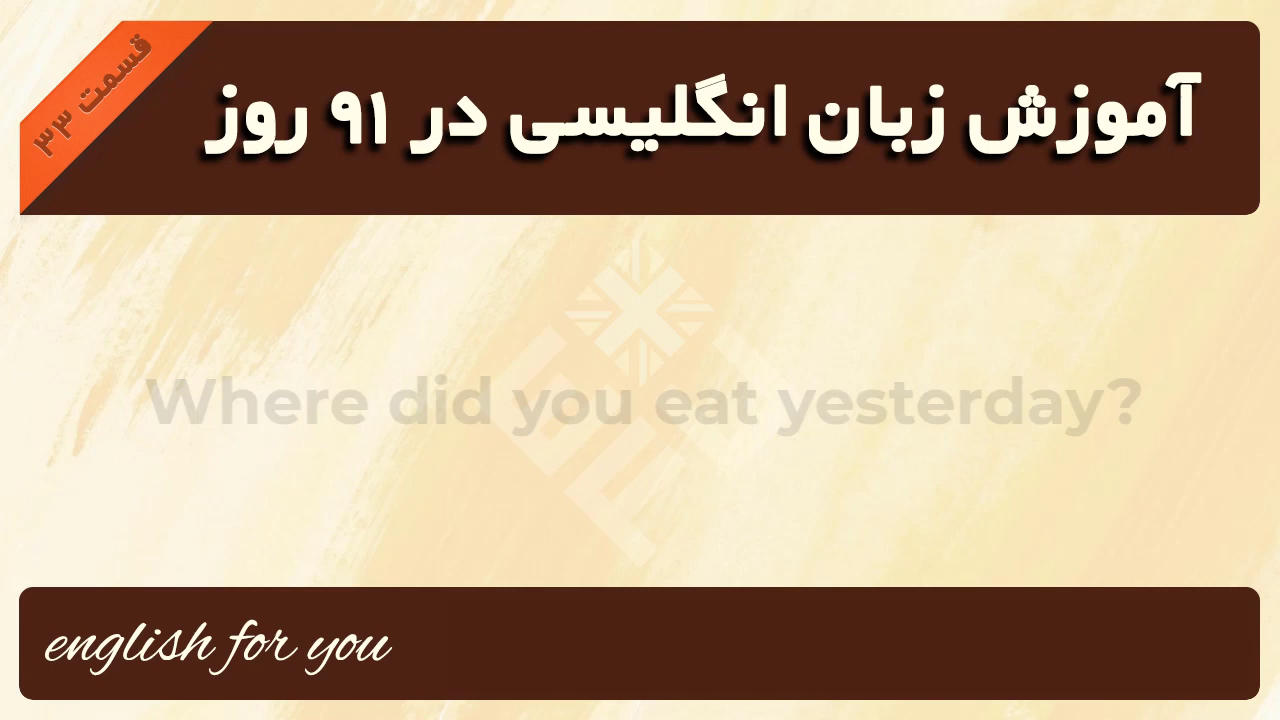 قسمت ۳۳
آموزش زبان انگلیسی در ۹۱ روز
Where did you eat yesterday?
english for you